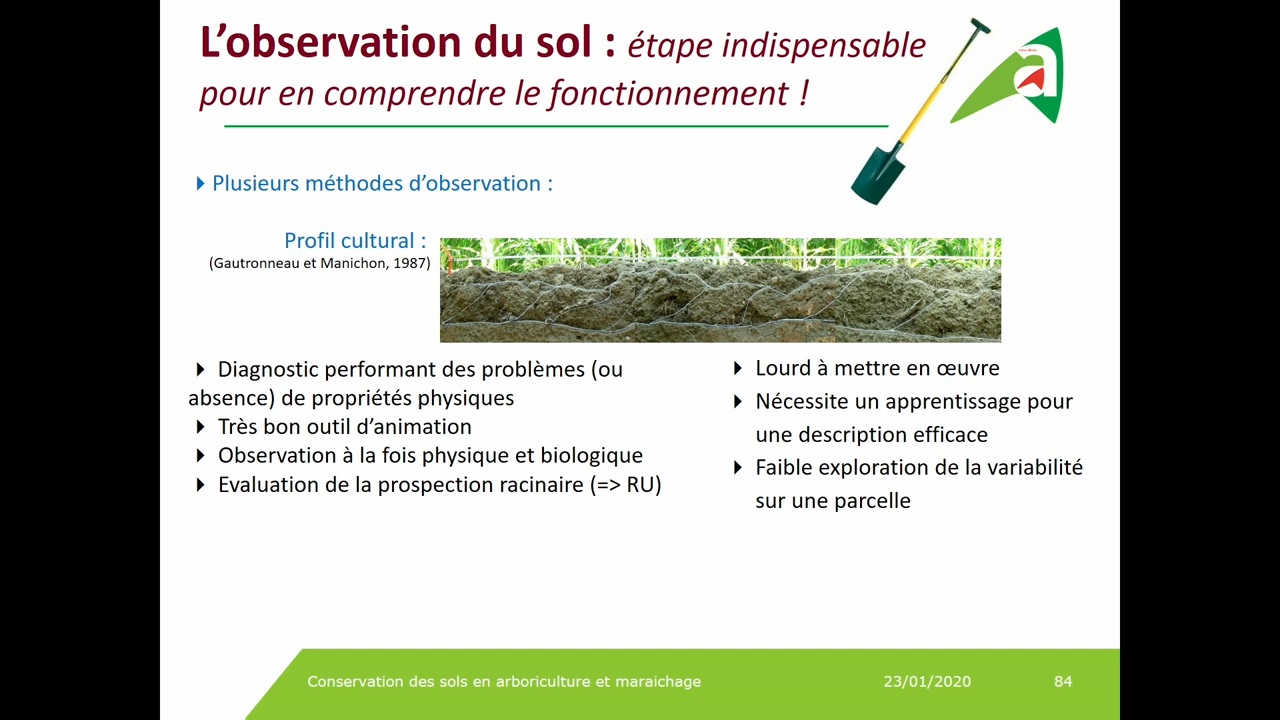 L’observation du sol : étape indispensable
pour en comprendre le fonctionnement !
Plusieurs méthodes d’observation :
Profil cultural :
(Gautronneau et Manichon, 1987)
Diagnostic performant des problèmes (ou
absence) de propriétés physiques
Très bon outil d’animation
Observation à la fois physique et biologique
Evaluation de la prospection racinaire (=> RU)
Lourd à mettre en œuvre
Nécessite un apprentissage pour
une description efficace
Faible exploration de la variabilité
sur une parcelle
Conservation des sols en arboriculture et maraichage
23/01/2020
84